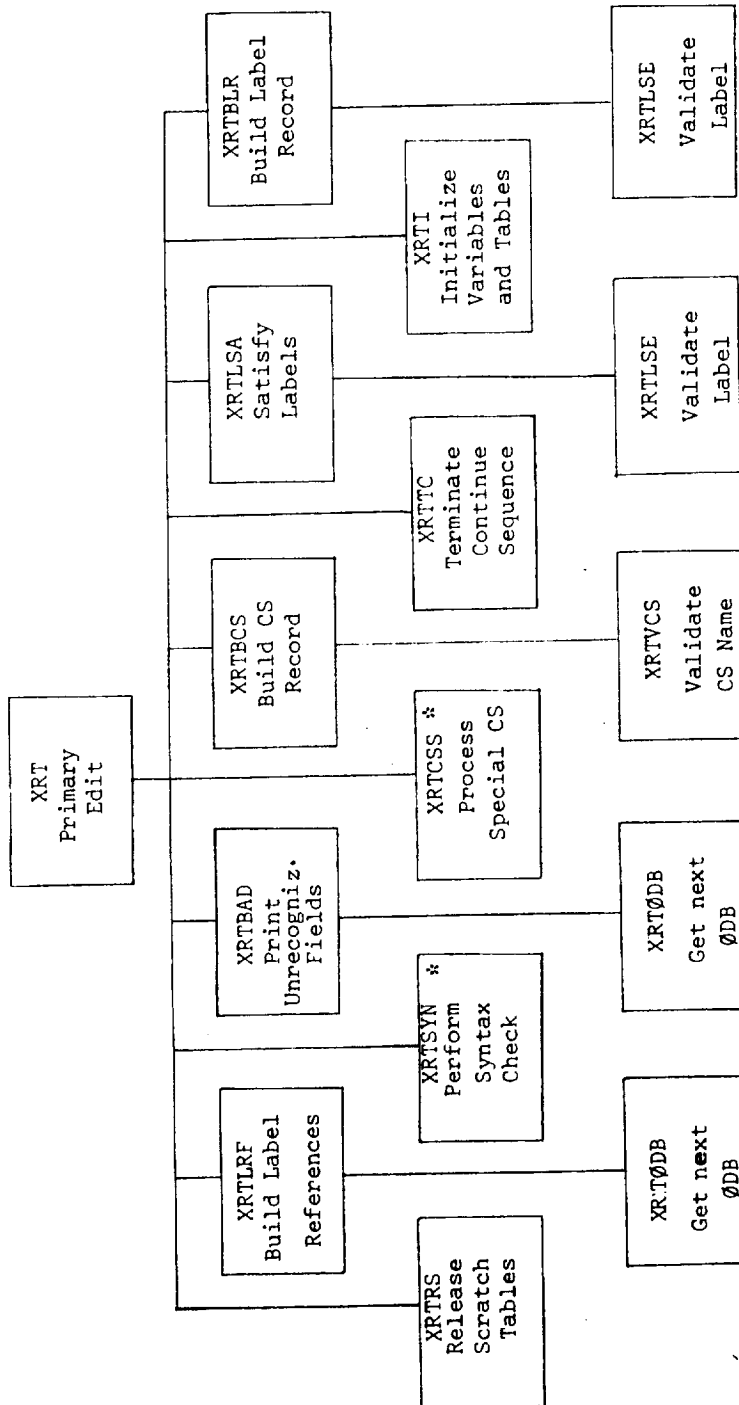 XRT
Primary
Edit
XRTLRF
Build Label
References
XRTBAD
Print
Unrecogniz.
Fields
XRTBCS
Build CS
Record
XRTLSA
Satisfy
Labels
XRTBLR
Build Label
Record
XRTRS
Release
Scratch
Tables
XRTSYN *
Perform
Syntax
Check
XRTCSS *
Process
Special CS
XRTTC
Terminate
Continue
Sequence
XRTI
Initialize
Variables
and Tables
XRTØDB
Get next
ØDB
XRTØDB
Get next
ØDB
XRTVCS
Validate
CS Name
XRTLSE
Validate
Label
XRTLSE
Validate
Label